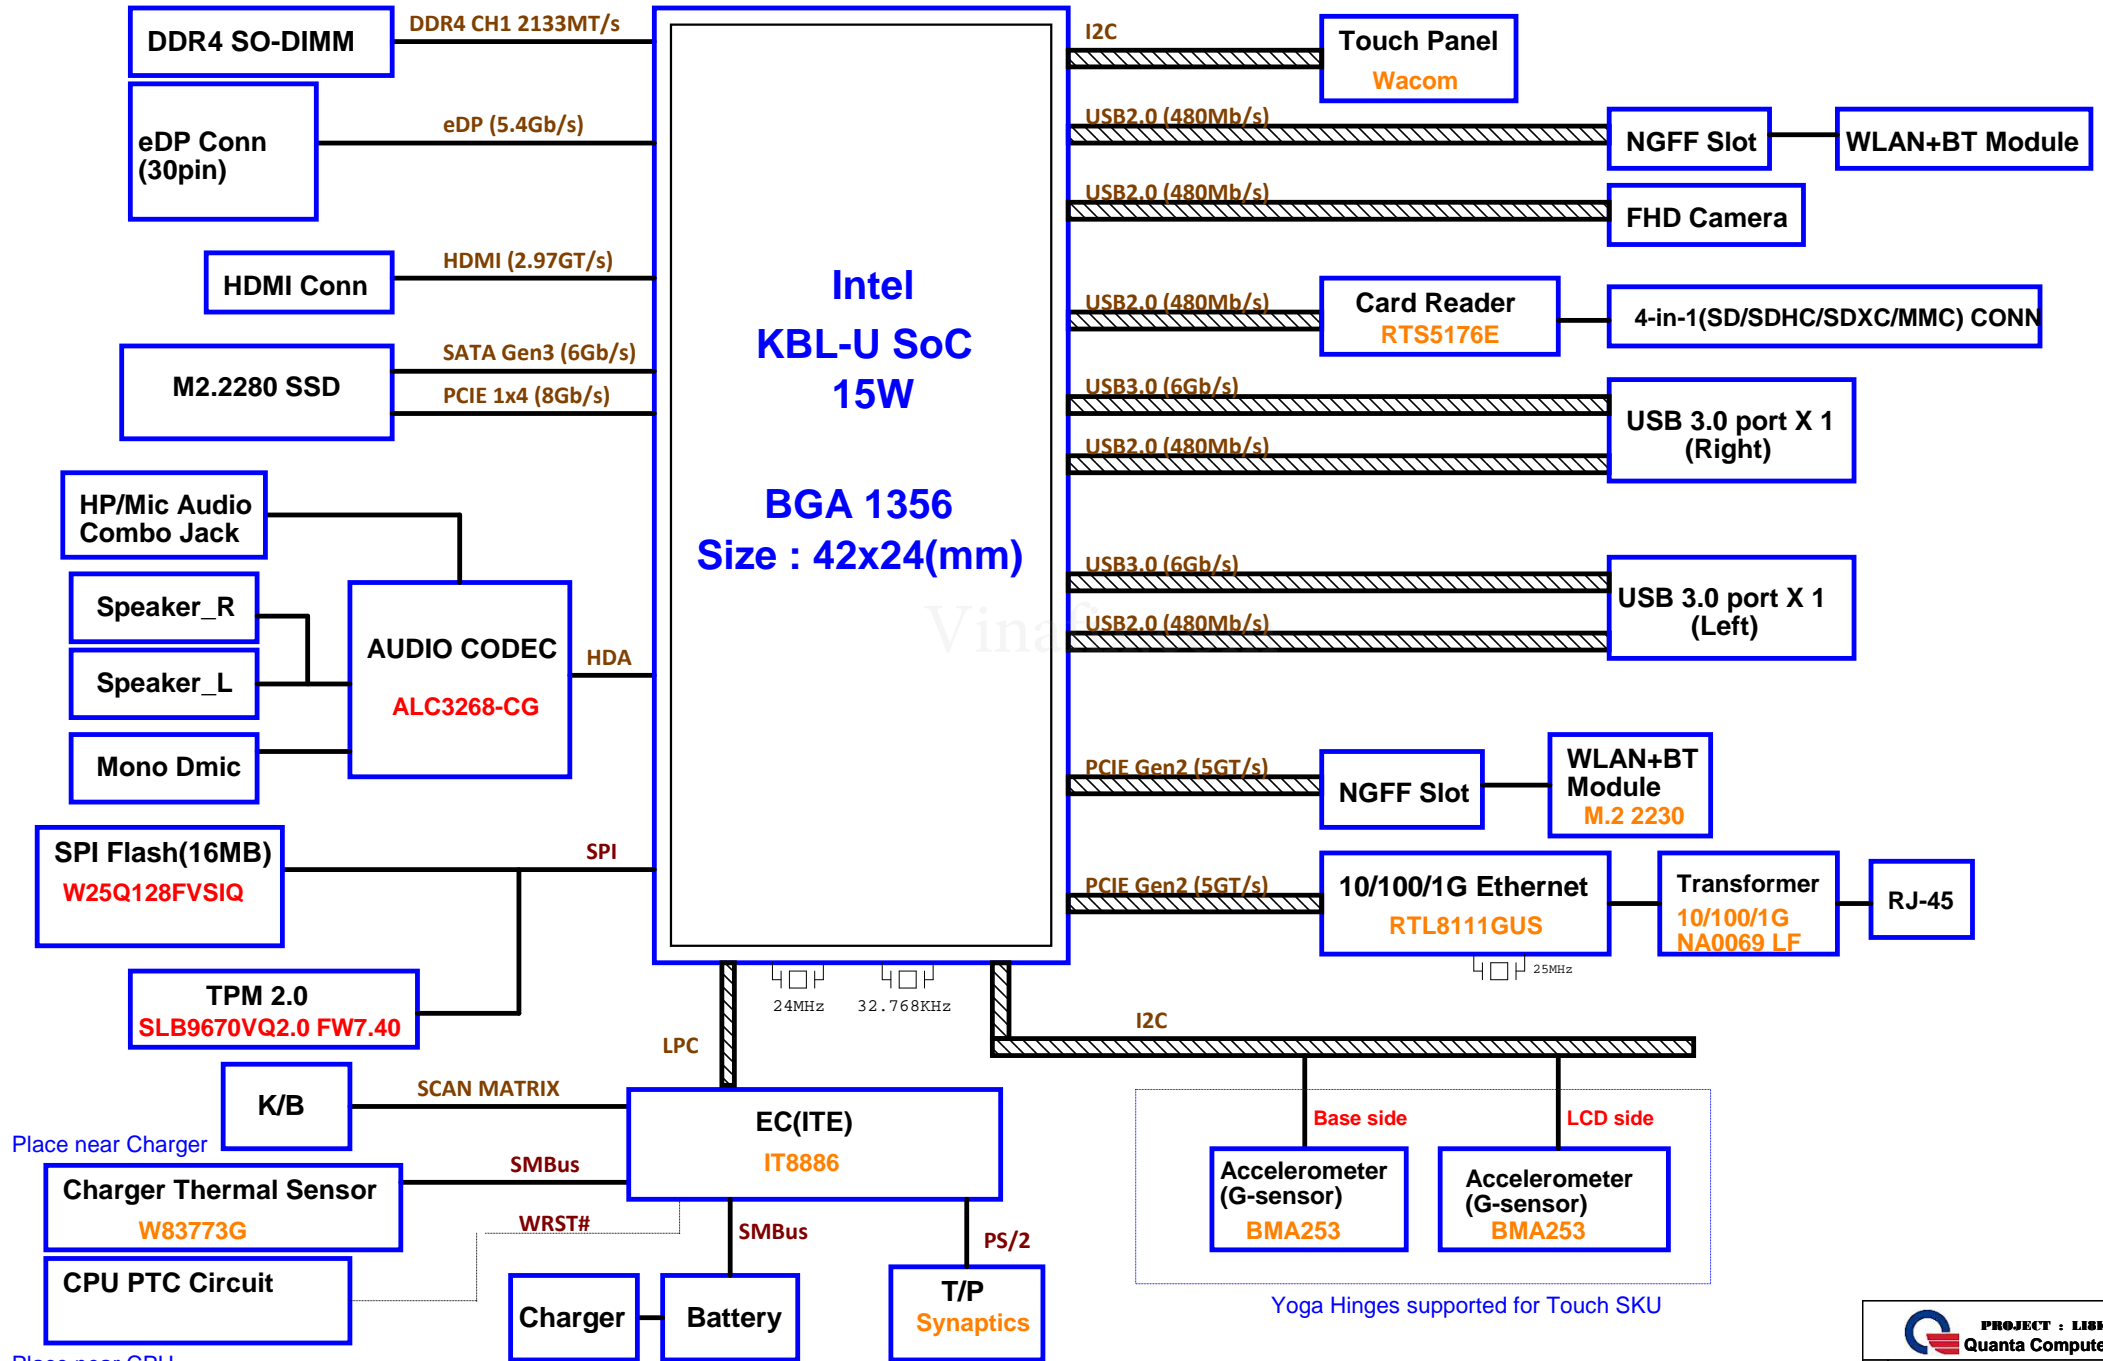 DDR4 SO-DIMM
DDR4 CH1 2133MT/s
eDP Conn
(30pin)
eDP (5.4Gb/s)
HDMI Conn
HDMI (2.97GT/s)
M2.2280 SSD
SATA Gen3 (6Gb/s)
PCIE 1x4 (8Gb/s)
HP/Mic Audio
Combo Jack
Speaker_R
Speaker_L
Mono Dmic
AUDIO CODEC
ALC3268-CG
HDA
SPI Flash(16MB)
W25Q128FVSIQ
SPI
TPM 2.0
SLB9670VQ2.0 FW7.40
Intel
KBL-U SoC
15W
BGA 1356
Size : 42x24(mm)
24MHz
32.768KHz
I2C
Touch Panel
Wacom
USB2.0 (480Mb/s)
NGFF Slot
WLAN+BT Module
USB2.0 (480Mb/s)
FHD Camera
USB2.0 (480Mb/s)
Card Reader
RTS5176E
4-in-1(SD/SDHC/SDXC/MMC) CONN
USB3.0 (6Gb/s)
USB2.0 (480Mb/s)
USB 3.0 port X 1
(Right)
USB3.0 (6Gb/s)
USB2.0 (480Mb/s)
USB 3.0 port X 1
(Left)
PCIE Gen2 (5GT/s)
NGFF Slot
WLAN+BT
Module
M.2 2230
PCIE Gen2 (5GT/s)
10/100/1G Ethernet
RTL8111GUS
25MHz
Transformer
10/100/1G
NA0069 LF
RJ-45
LPC
I2C
K/B
SCAN MATRIX
EC(ITE)
IT8886
Place near Charger
Charger Thermal Sensor
W83773G
SMBus
WRST#
CPU PTC Circuit
Place near CPU
SMBus
Charger
Battery
PS/2
T/P
Synaptics
Base side
LCD side
Accelerometer
(G-sensor)
BMA253
Accelerometer
(G-sensor)
BMA253
Yoga Hinges supported for Touch SKU
PROJECT :
Quanta Compute